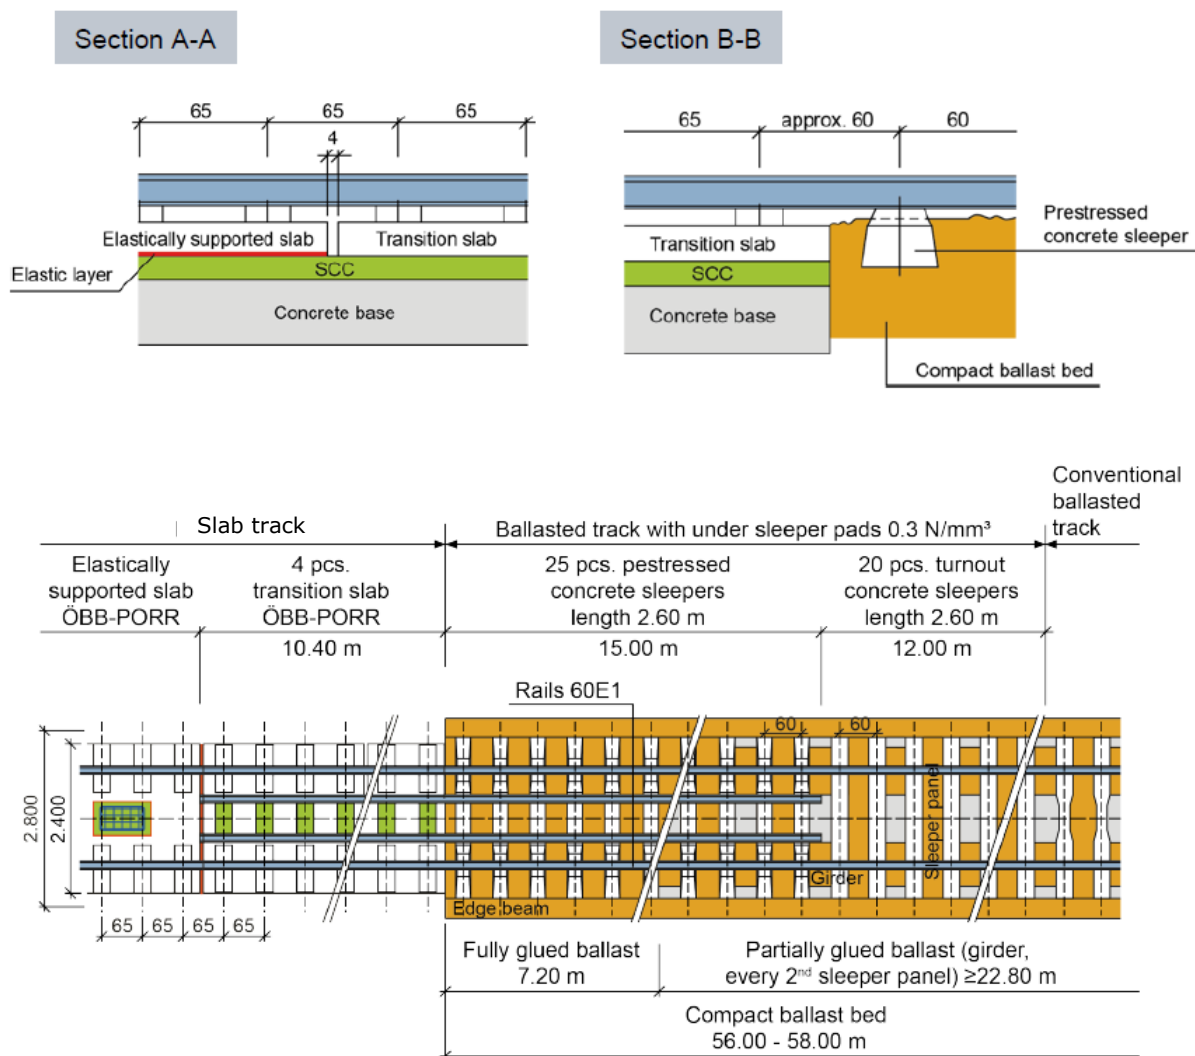 Section A-A
Section B-B
65
65
65
4
Elastically supported slab
Transition slab
Elastic layer
SCC
Concrete base
65
approx. 60
60
Prestressed
concrete sleeper
Transition slab
SCC
Concrete base
Compact ballast bed
Conventional
ballasted
track
Slab track
Ballasted track with under sleeper pads 0.3 N/mm³
Elastically
supported slab
ÖBB-PORR
4 pcs.
transition slab
ÖBB-PORR
25 pcs. pestressed
concrete sleepers
length 2.60 m
20 pcs. turnout
concrete sleepers
length 2.60 m
10.40 m
15.00 m
12.00 m
Rails 60E1
60
60
2.800
2.400
Sleeper panel
Girder
Edge beam
65
65
65
65
Fully glued ballast
7.20 m
Partially glued ballast (girder,
every 2nd sleeper panel) ≥22.80 m
Compact ballast bed
56.00 - 58.00 m